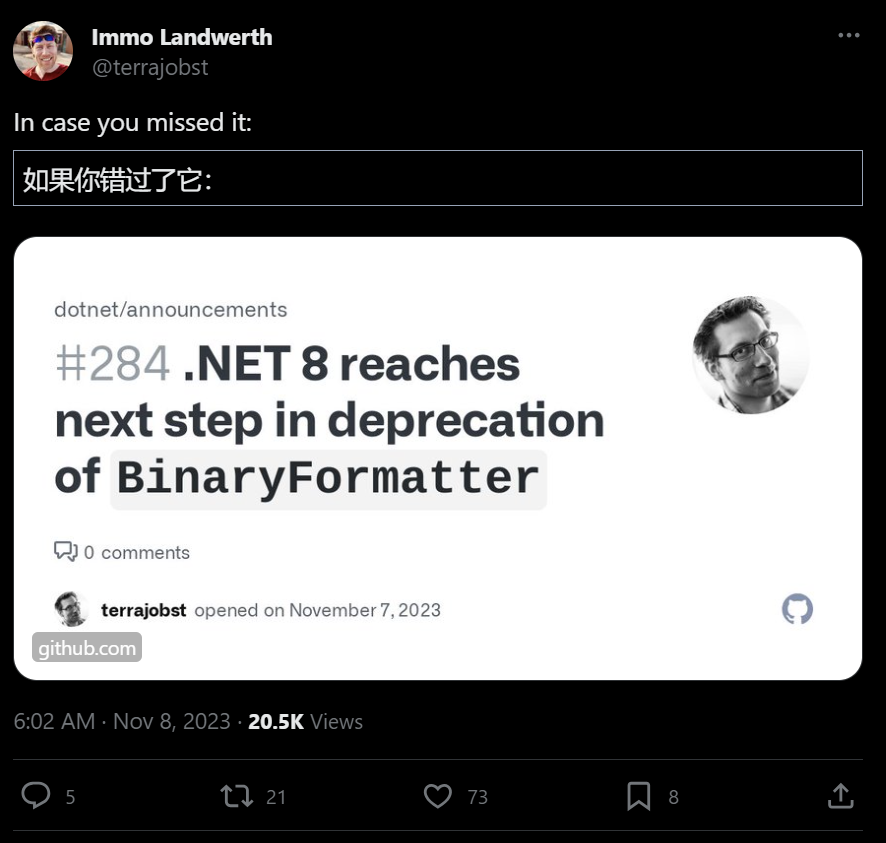 Immo Landwerth
@terrajobst
In case you missed it:
如果你错过了它：
dotnet/announcements
#284 .NET 8 reaches
next step in deprecation
of BinaryFormatter
0 comments
terrajobst opened on November 7, 2023
github.com
6:02 AM · Nov 8, 2023 · 20.5K Views
5 21 73 8